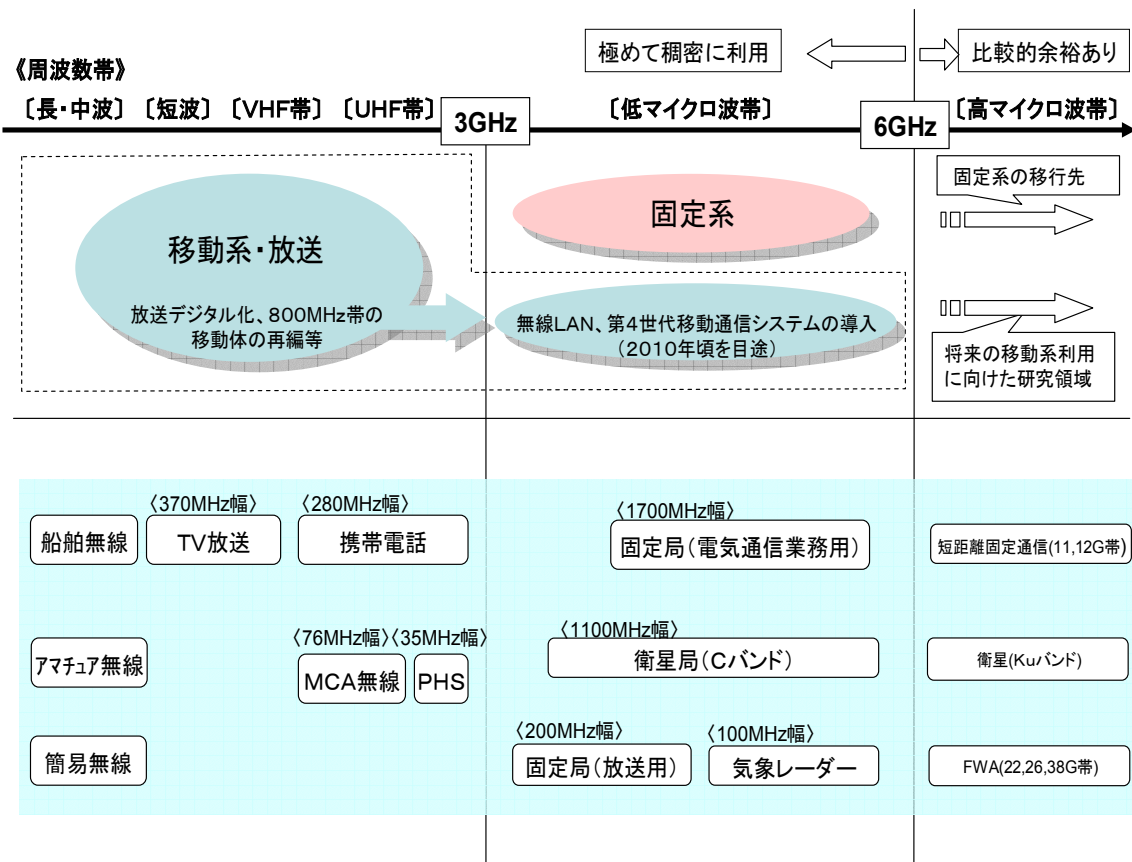 極めて稠密に利用
比較的余裕あり
《周波数帯》
〔長・中波〕 〔短波〕 〔VHF帯〕 〔UHF帯〕 3GHz 〔低マイクロ波帯〕 6GHz 〔高マイクロ波帯〕
固定系の移行先
固定系
移動系・放送
放送デジタル化、800MHz帯の
移動体の再編等
無線LAN、第4世代移動通信システムの導入
(2010年頃を目途)
将来の移動系利用
に向けた研究領域
〈370MHz幅〉 〈280MHz幅〉 〈1700MHz幅〉
船舶無線 TV放送 携帯電話 固定局(電気通信業務用) 短距離固定通信(11,12G帯)
〈76MHz幅〉〈35MHz幅〉 〈1100MHz幅〉
アマチュア無線 MCA無線 PHS 衛星局(Cバンド) 衛星(Kuバンド)
〈200MHz幅〉 〈100MHz幅〉
簡易無線 固定局(放送用) 気象レーダー FWA(22,26,38G帯)